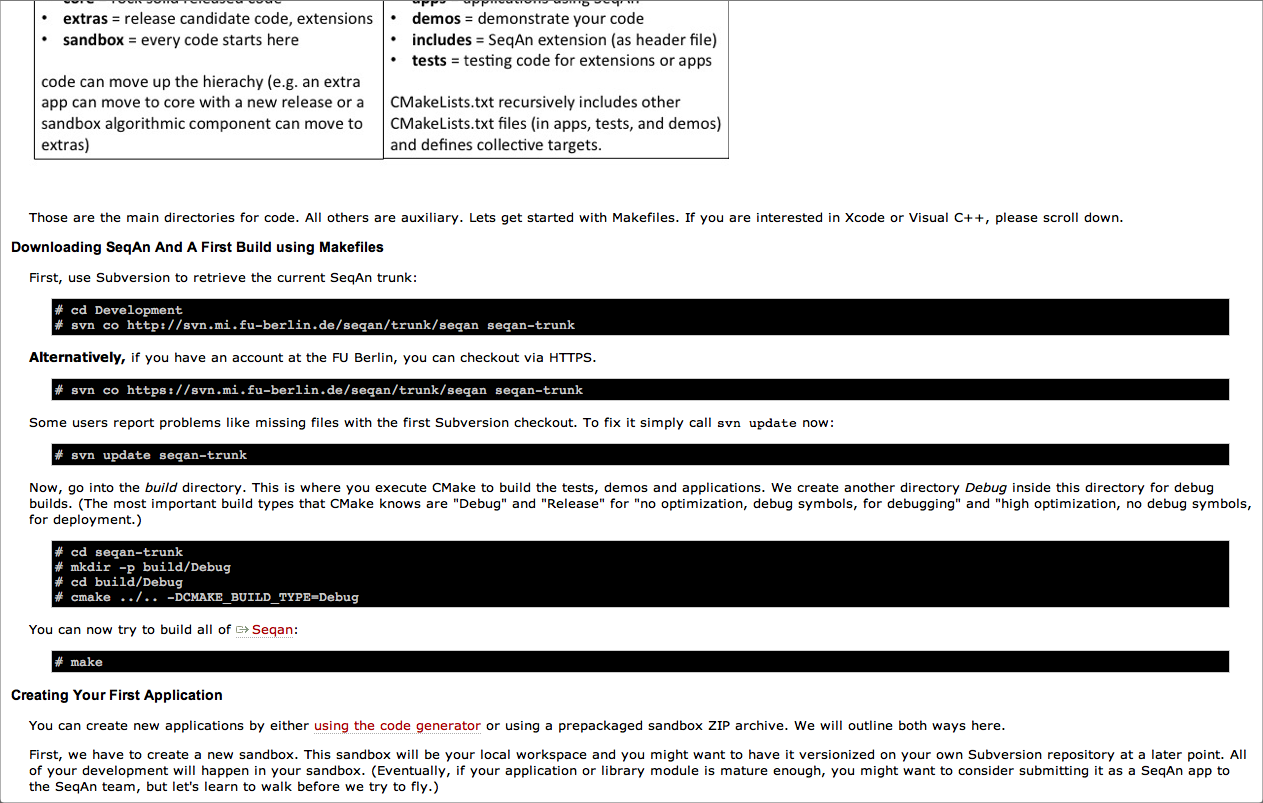 • extras = release candidate code, extensions
• sandbox = every code starts here
code can move up the hierachy (e.g. an extra
app can move to core with a new release or a
sandbox algorithmic component can move to
extras)
• demos = demonstrate your code
• includes = SeqAn extension (as header file)
• tests = testing code for extensions or apps
CMakeLists.txt recursively includes other
CMakeLists.txt files (in apps, tests, and demos)
and defines collective targets.
Those are the main directories for code. All others are auxiliary. Lets get started with Makefiles. If you are interested in Xcode or Visual C++, please scroll down.
Downloading SeqAn And A First Build using Makefiles
First, use Subversion to retrieve the current SeqAn trunk:
# cd Development
# svn co http://svn.mi.fu-berlin.de/seqan/trunk/seqan seqan-trunk
Alternatively, if you have an account at the FU Berlin, you can checkout via HTTPS.
# svn co https://svn.mi.fu-berlin.de/seqan/trunk/seqan seqan-trunk
Some users report problems like missing files with the first Subversion checkout. To fix it simply call svn update now:
# svn update seqan-trunk
Now, go into the build directory. This is where you execute CMake to build the tests, demos and applications. We create another directory Debug inside this directory for debug
builds. (The most important build types that CMake knows are "Debug" and "Release" for "no optimization, debug symbols, for debugging" and "high optimization, no debug symbols,
for deployment.)
# cd seqan-trunk
# mkdir -p build/Debug
# cd build/Debug
# cmake ../.. -DCMAKE_BUILD_TYPE=Debug
You can now try to build all of Seqan:
# make
Creating Your First Application
You can create new applications by either using the code generator or using a prepackaged sandbox ZIP archive. We will outline both ways here.
First, we have to create a new sandbox. This sandbox will be your local workspace and you might want to have it versionized on your own Subversion repository at a later point. All
of your development will happen in your sandbox. (Eventually, if your application or library module is mature enough, you might want to consider submitting it as a SeqAn app to
the SeqAn team, but let's learn to walk before we try to fly.)